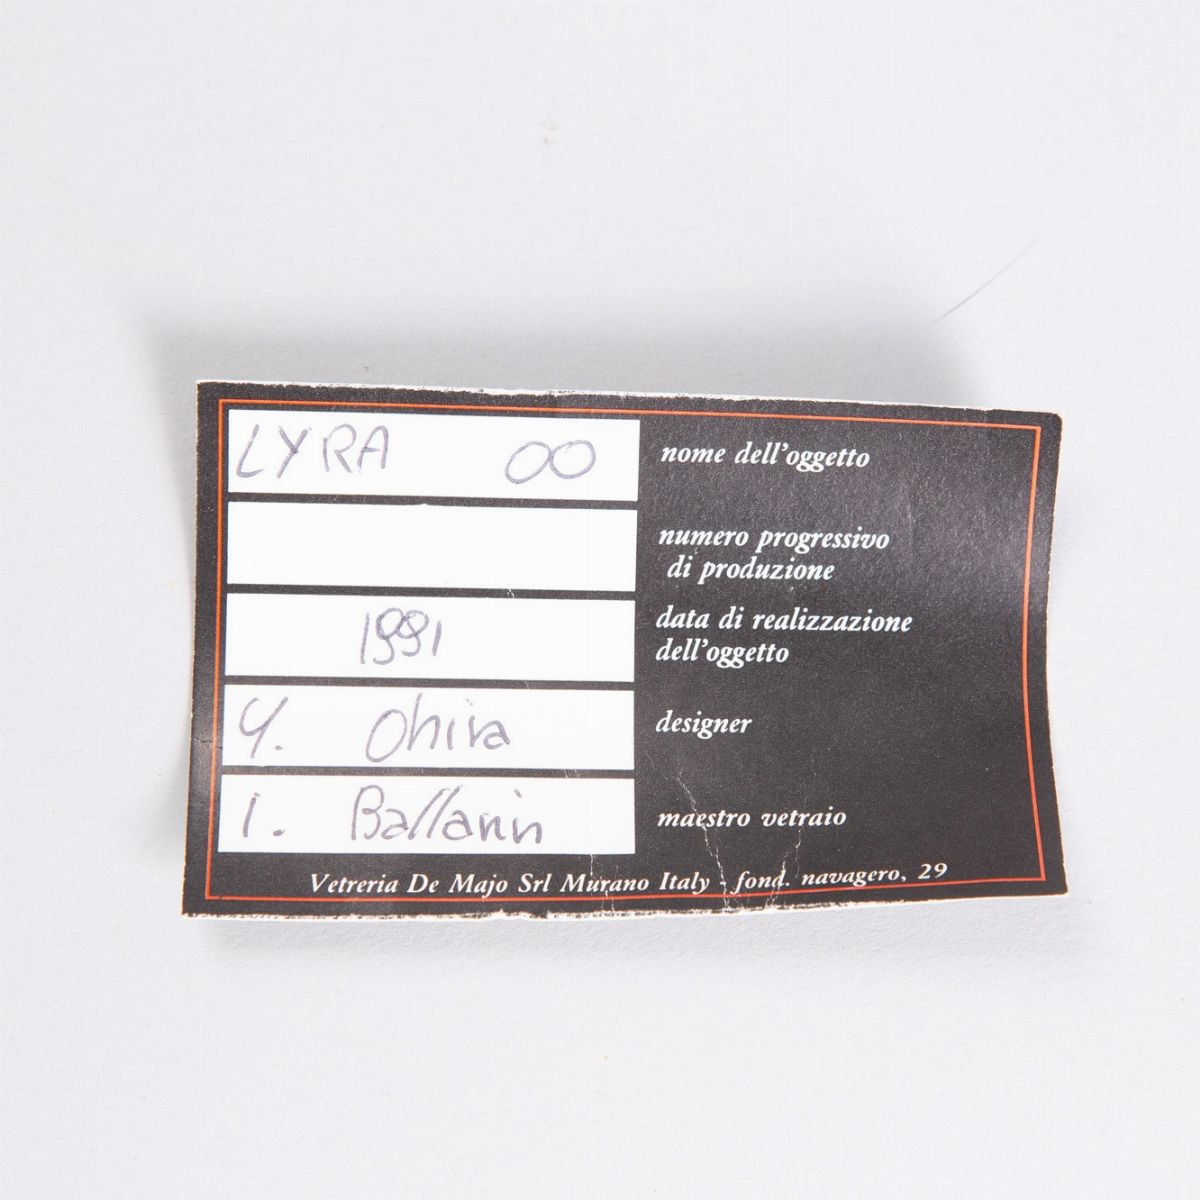 LYRA OO nome dell'oggetto
numero progressivo
di produzione
1991 data di realizzazione
dell'oggetto
Y. Ohira designer
I. Ballarin maestro vetraio
Vetreria De Majo Srl Murano Italy - fond. navagero, 29